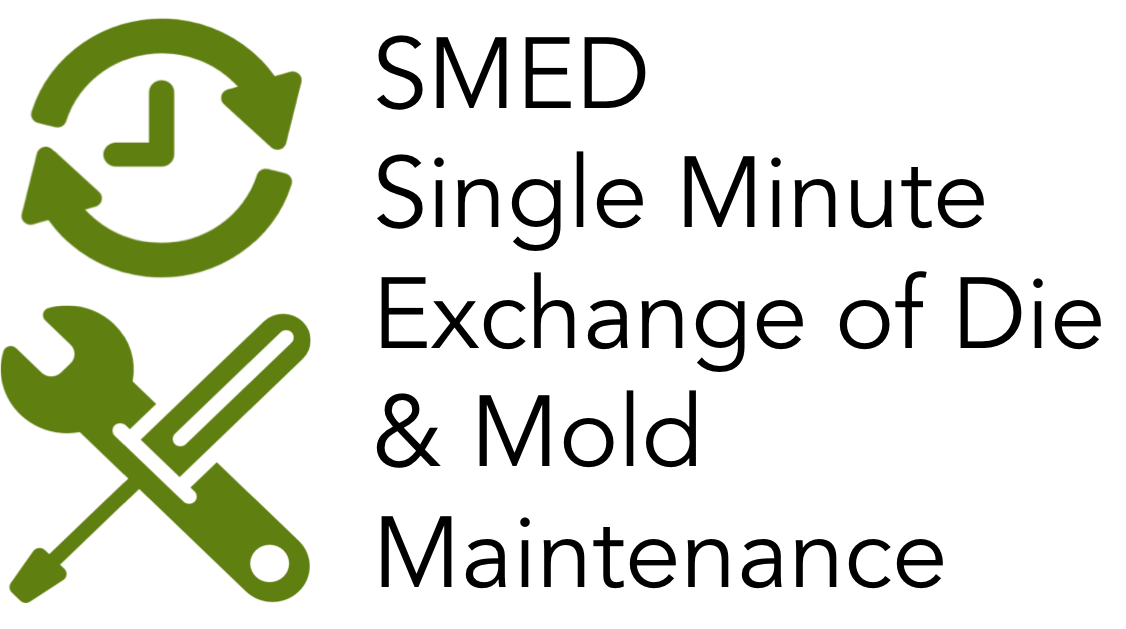 SMED
Single Minute
Exchange of Die
& Mold
Maintenance